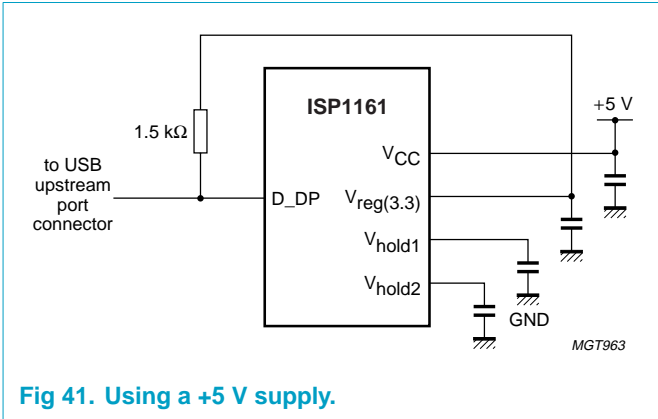 ISP1161
+5 V
1.5 kΩ
VCC
to USB
upstream
port
connector
D_DP
Vreg(3.3)
Vhold1
Vhold2
GND
MGT963
Fig 41. Using a +5 V supply.